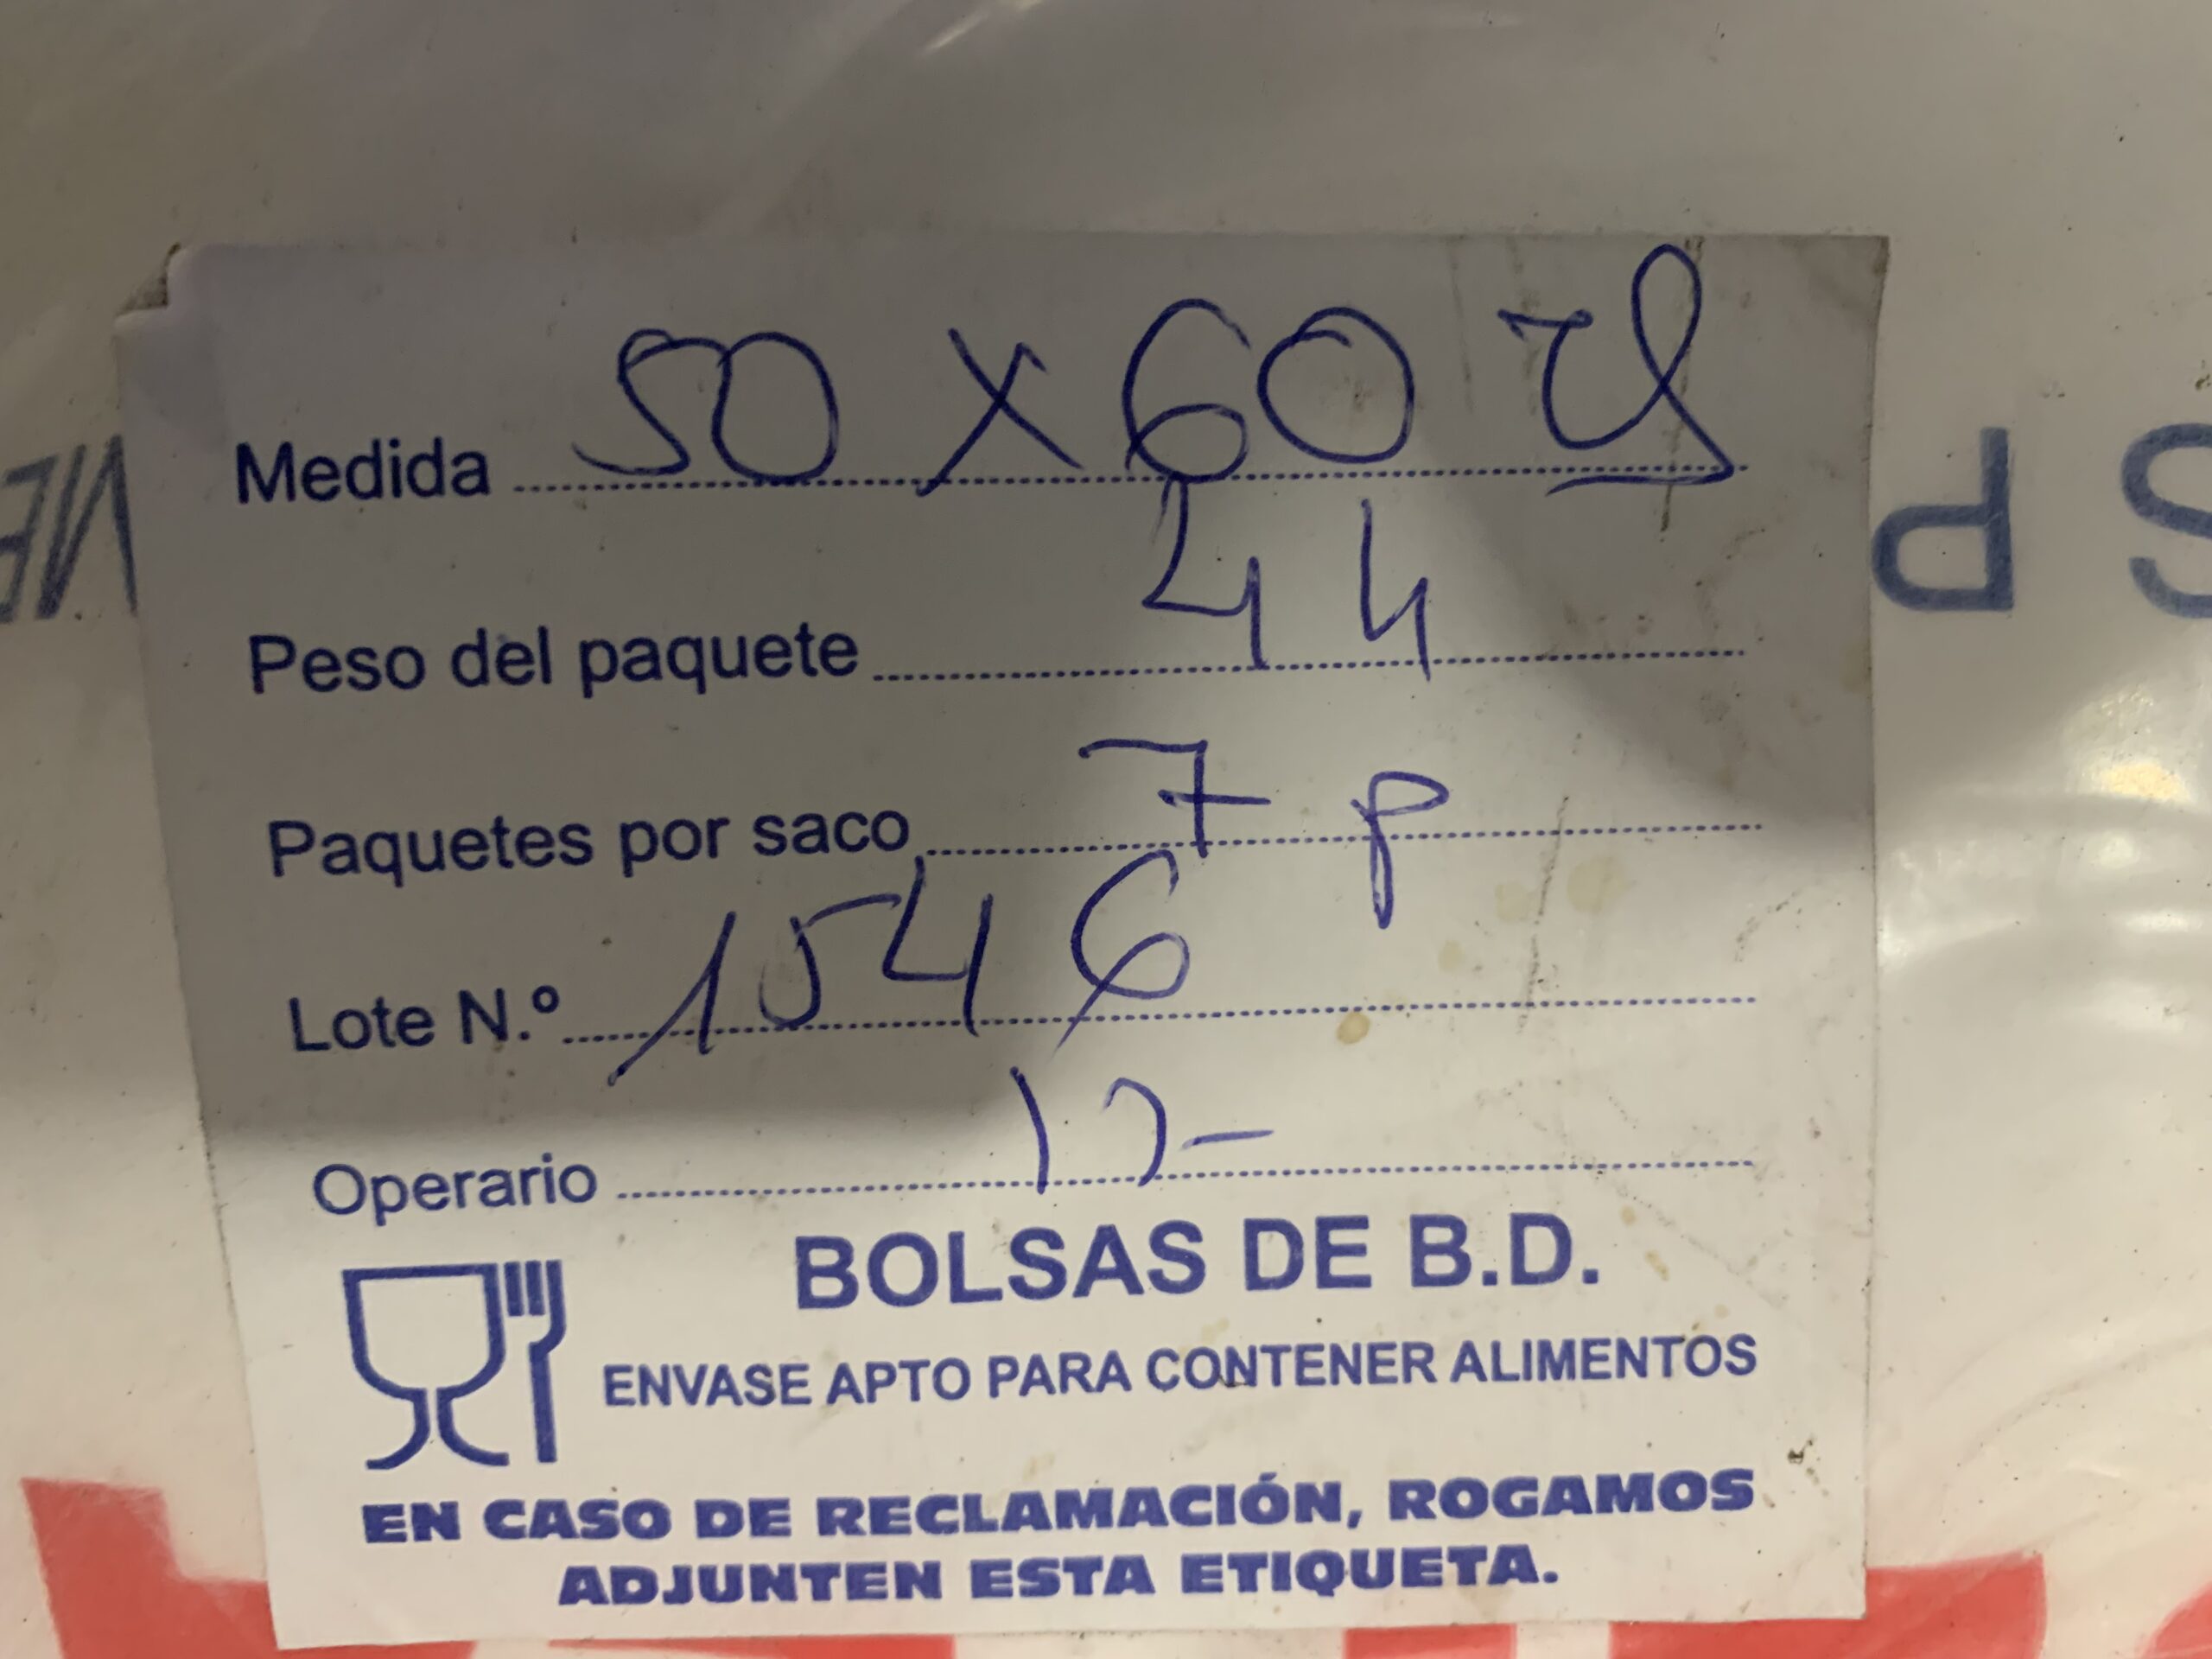 Medida 50 x 60
Peso del paquete 44
Paquetes por saco 7 p
Lote N.º 1546
Operario
BOLSAS DE B.D.
ENVASE APTO PARA CONTENER ALIMENTOS
EN CASO DE RECLAMACIÓN, ROGAMOS
ADJUNTEN ESTA ETIQUETA.
S P